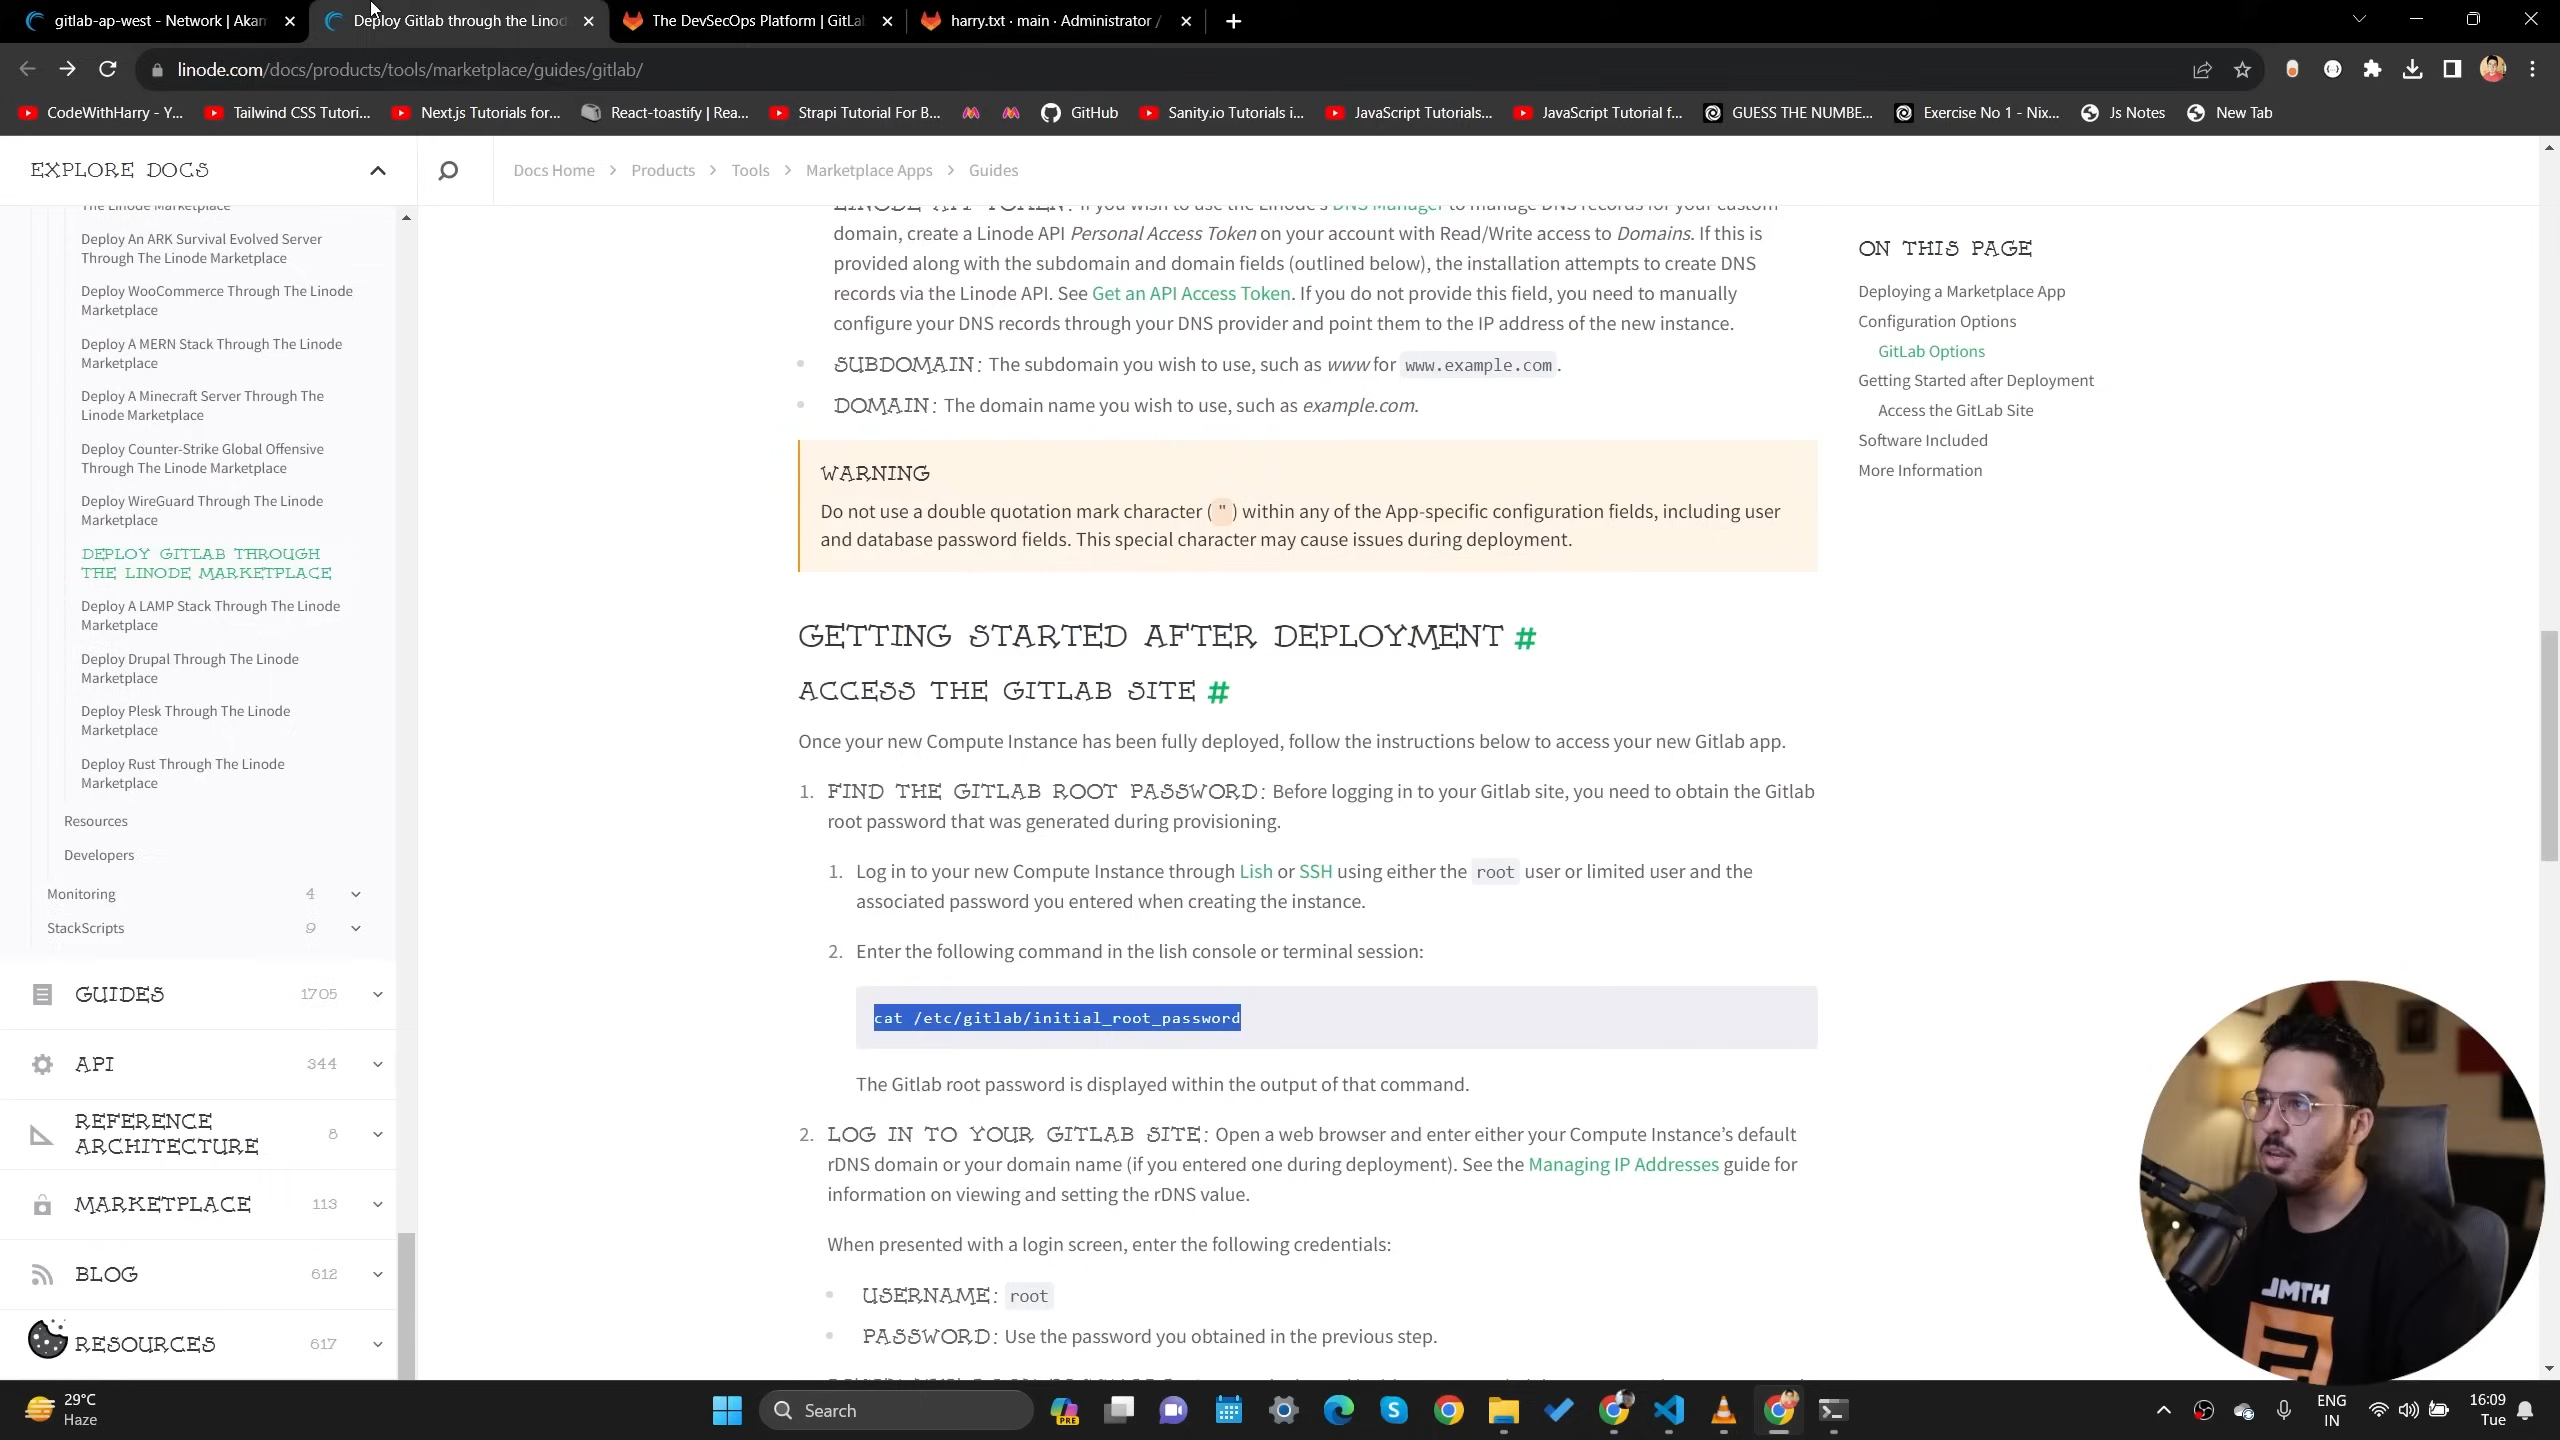 gitlab-ap-west - Network | Akam
Deploy Gitlab through the Linod
The DevSecOps Platform | GitLa
harry.txt · main · Administrator /
linode.com/docs/products/tools/marketplace/guides/gitlab/
CodeWithHarry - Y...
Tailwind CSS Tutori...
Next.js Tutorials for...
React-toastify | Rea...
Strapi Tutorial For B...
GitHub
Sanity.io Tutorials i...
JavaScript Tutorials...
JavaScript Tutorial f...
GUESS THE NUMBE...
Exercise No 1 - Nix...
Js Notes
New Tab
EXPLORE DOCS
Docs Home > Products > Tools > Marketplace Apps > Guides
The Linode Marketplace
Deploy An ARK Survival Evolved Server
Through The Linode Marketplace
Deploy WooCommerce Through The Linode
Marketplace
Deploy A MERN Stack Through The Linode
Marketplace
Deploy A Minecraft Server Through The
Linode Marketplace
Deploy Counter-Strike Global Offensive
Through The Linode Marketplace
Deploy WireGuard Through The Linode
Marketplace
DEPLOY GITLAB THROUGH
THE LINODE MARKETPLACE
Deploy A LAMP Stack Through The Linode
Marketplace
Deploy Drupal Through The Linode
Marketplace
Deploy Plesk Through The Linode
Marketplace
Deploy Rust Through The Linode
Marketplace
Resources
Developers
Monitoring 4
StackScripts 9
GUIDES 1705
API 344
REFERENCE
ARCHITECTURE 8
MARKETPLACE 113
BLOG 612
RESOURCES 617
LINODE API TOKEN: If you wish to use the Linode's DNS Manager to manage DNS records for your custom
domain, create a Linode API Personal Access Token on your account with Read/Write access to Domains. If this is
provided along with the subdomain and domain fields (outlined below), the installation attempts to create DNS
records via the Linode API. See Get an API Access Token. If you do not provide this field, you need to manually
configure your DNS records through your DNS provider and point them to the IP address of the new instance.
SUBDOMAIN: The subdomain you wish to use, such as www for www.example.com.
DOMAIN: The domain name you wish to use, such as example.com.
WARNING
Do not use a double quotation mark character ( " ) within any of the App-specific configuration fields, including user
and database password fields. This special character may cause issues during deployment.
GETTING STARTED AFTER DEPLOYMENT #
ACCESS THE GITLAB SITE #
Once your new Compute Instance has been fully deployed, follow the instructions below to access your new Gitlab app.
1. FIND THE GITLAB ROOT PASSWORD: Before logging in to your Gitlab site, you need to obtain the Gitlab
root password that was generated during provisioning.
1. Log in to your new Compute Instance through Lish or SSH using either the root user or limited user and the
associated password you entered when creating the instance.
2. Enter the following command in the lish console or terminal session:
cat /etc/gitlab/initial_root_password
The Gitlab root password is displayed within the output of that command.
2. LOG IN TO YOUR GITLAB SITE: Open a web browser and enter either your Compute Instance's default
rDNS domain or your domain name (if you entered one during deployment). See the Managing IP Addresses guide for
information on viewing and setting the rDNS value.
When presented with a login screen, enter the following credentials:
USERNAME: root
PASSWORD: Use the password you obtained in the previous step.
ON THIS PAGE
Deploying a Marketplace App
Configuration Options
GitLab Options
Getting Started after Deployment
Access the GitLab Site
Software Included
More Information
HTML
29°C
Haze
Search
PRE
ENG
IN
16:09
Tue